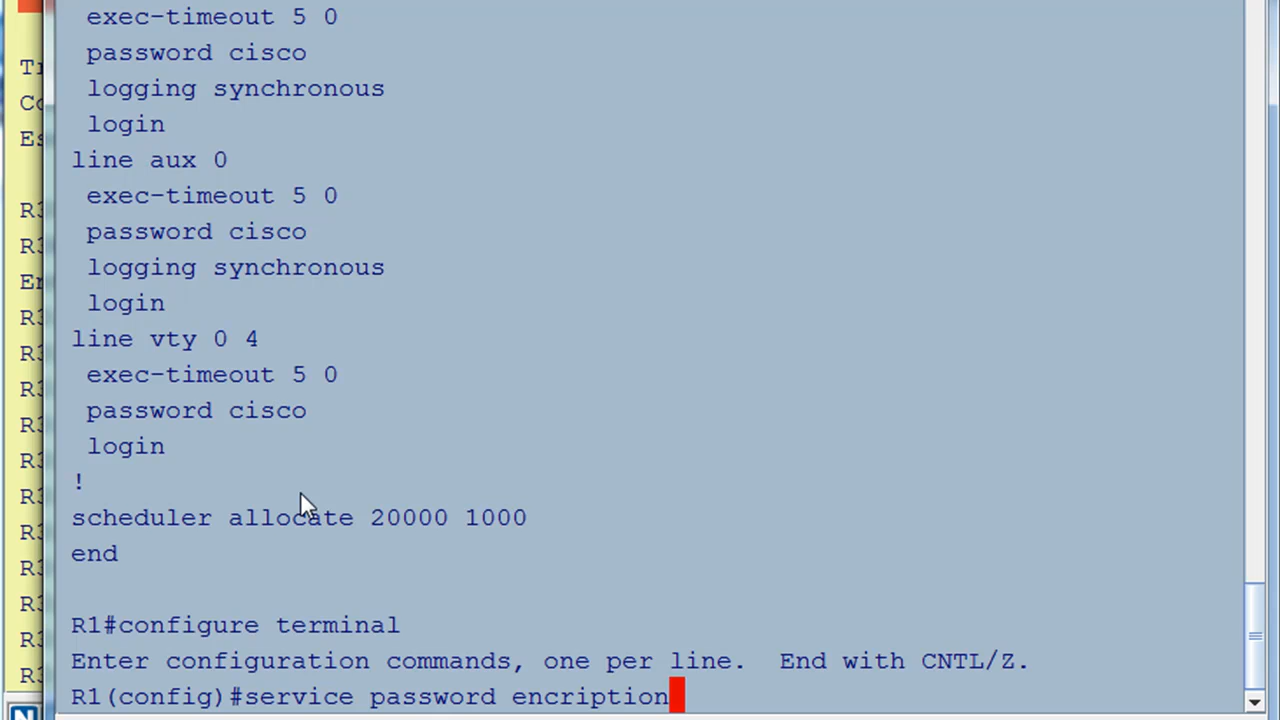 exec-timeout 5 0
password cisco
logging synchronous
login
line aux 0
exec-timeout 5 0
password cisco
logging synchronous
login
line vty 0 4
exec-timeout 5 0
password cisco
login
!
scheduler allocate 20000 1000
end
R1#configure terminal
Enter configuration commands, one per line.  End with CNTL/Z.
R1(config)#service password encription